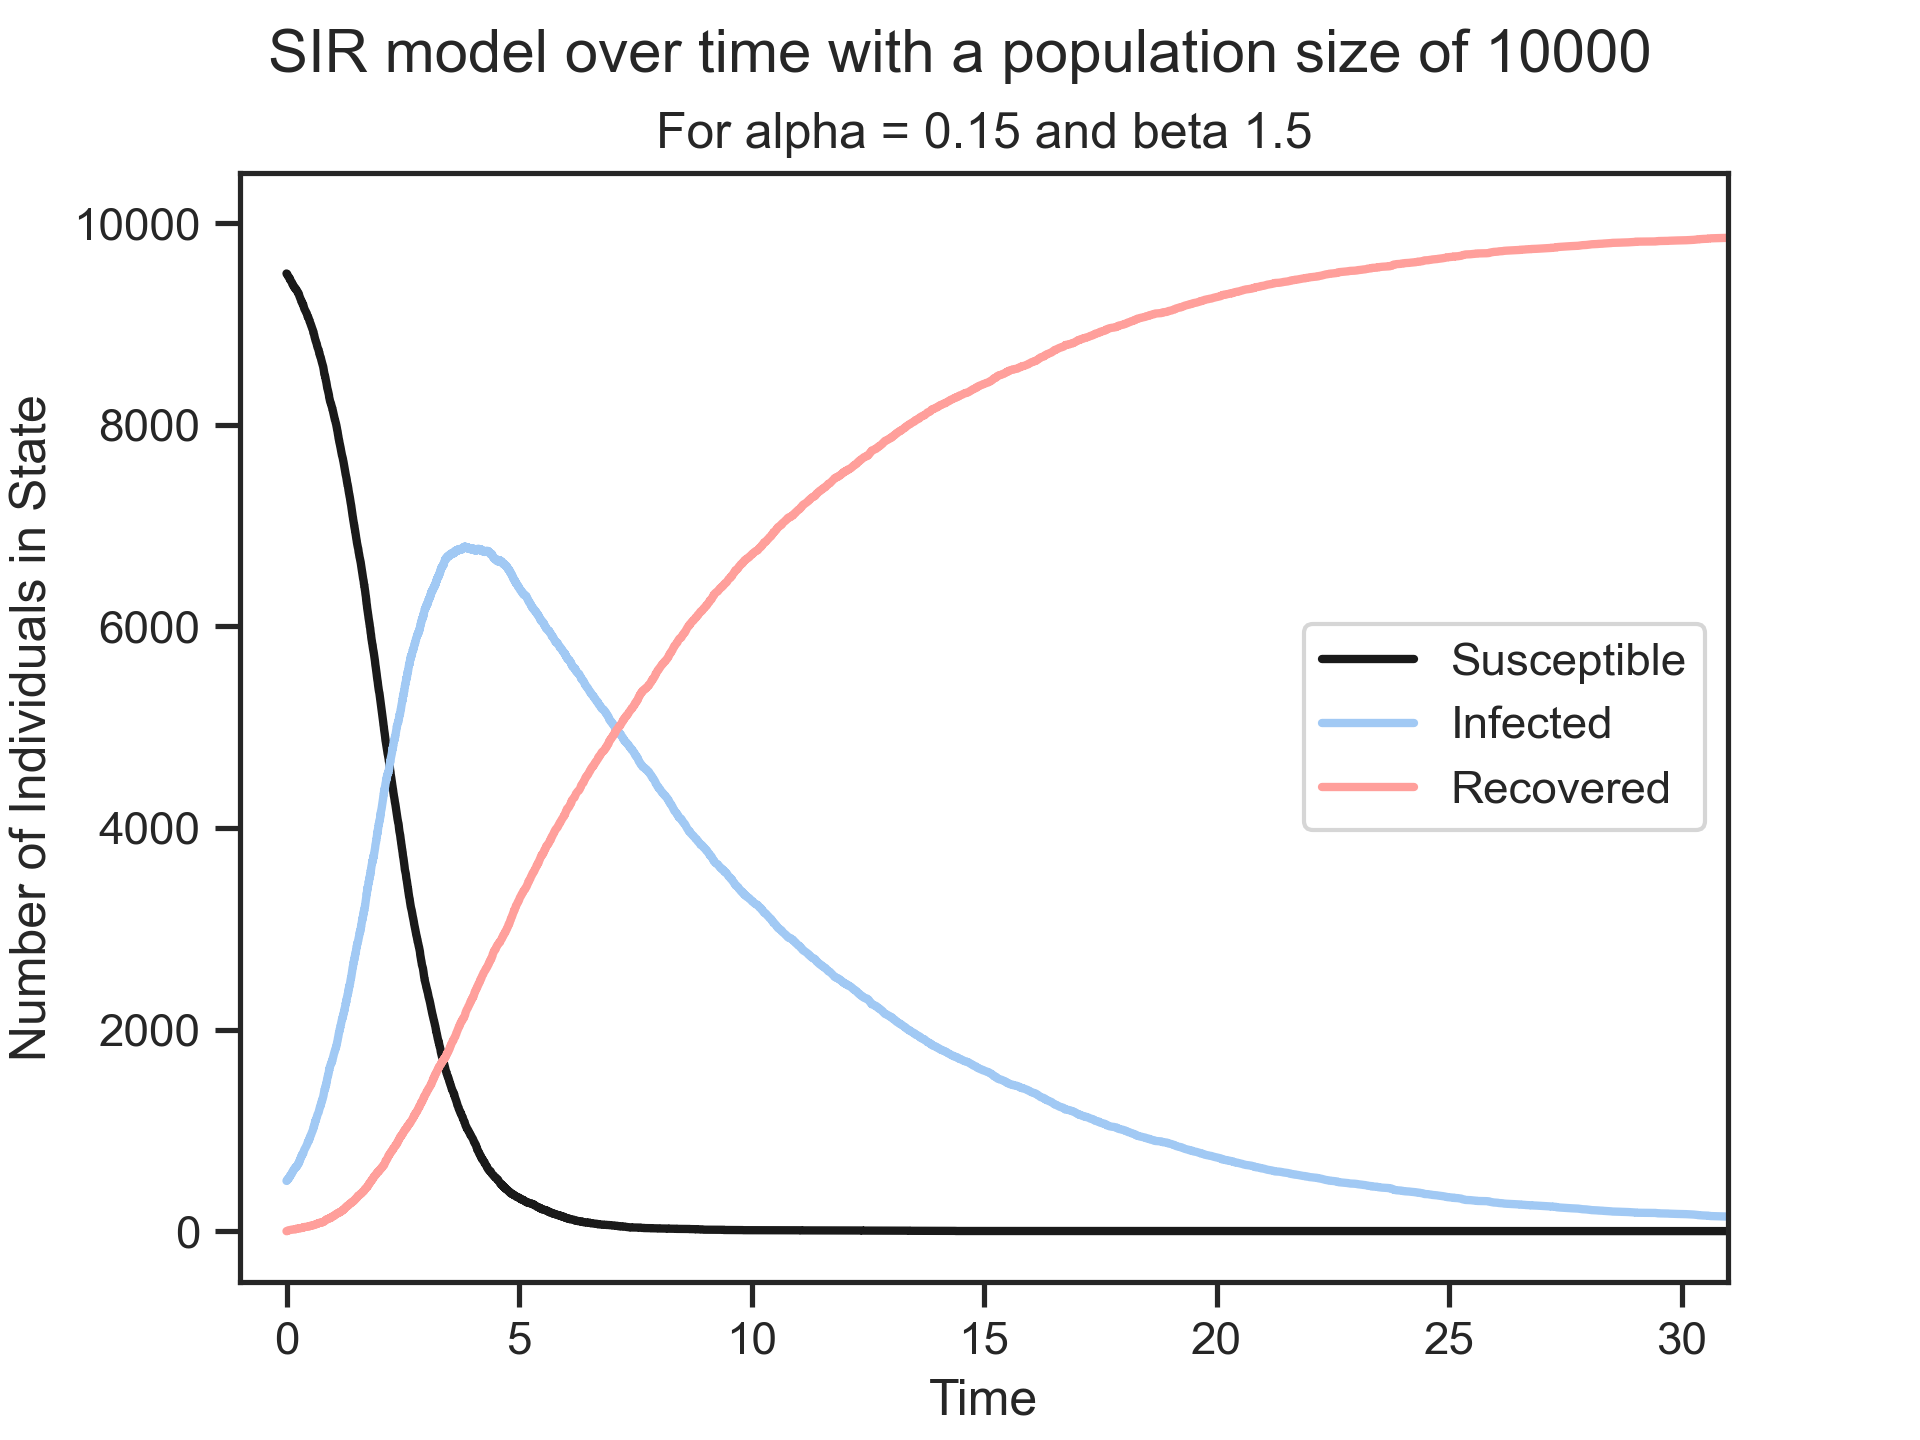 SIR model over time with a population size of 10000
For alpha = 0.15 and beta 1.5
Number of Individuals in State
10000
8000
6000
4000
2000
0
Susceptible
Infected
Recovered
0 5 10 15 20 25 30
Time